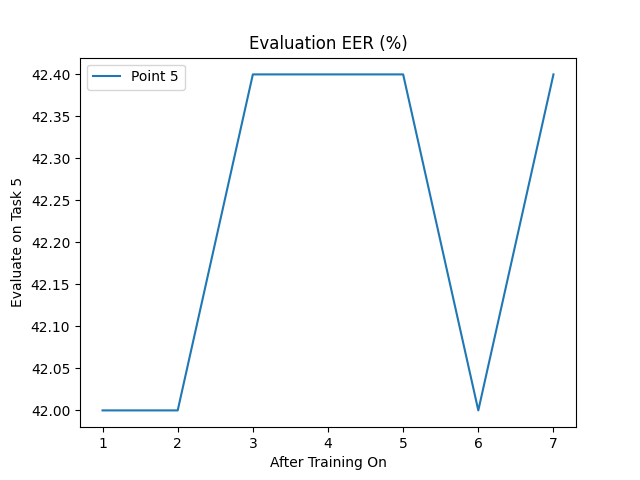 Evaluation EER (%)
Point 5
42.40
42.35
42.30
42.25
42.20
42.15
42.10
42.05
42.00
Evaluate on Task 5
1 2 3 4 5 6 7
After Training On